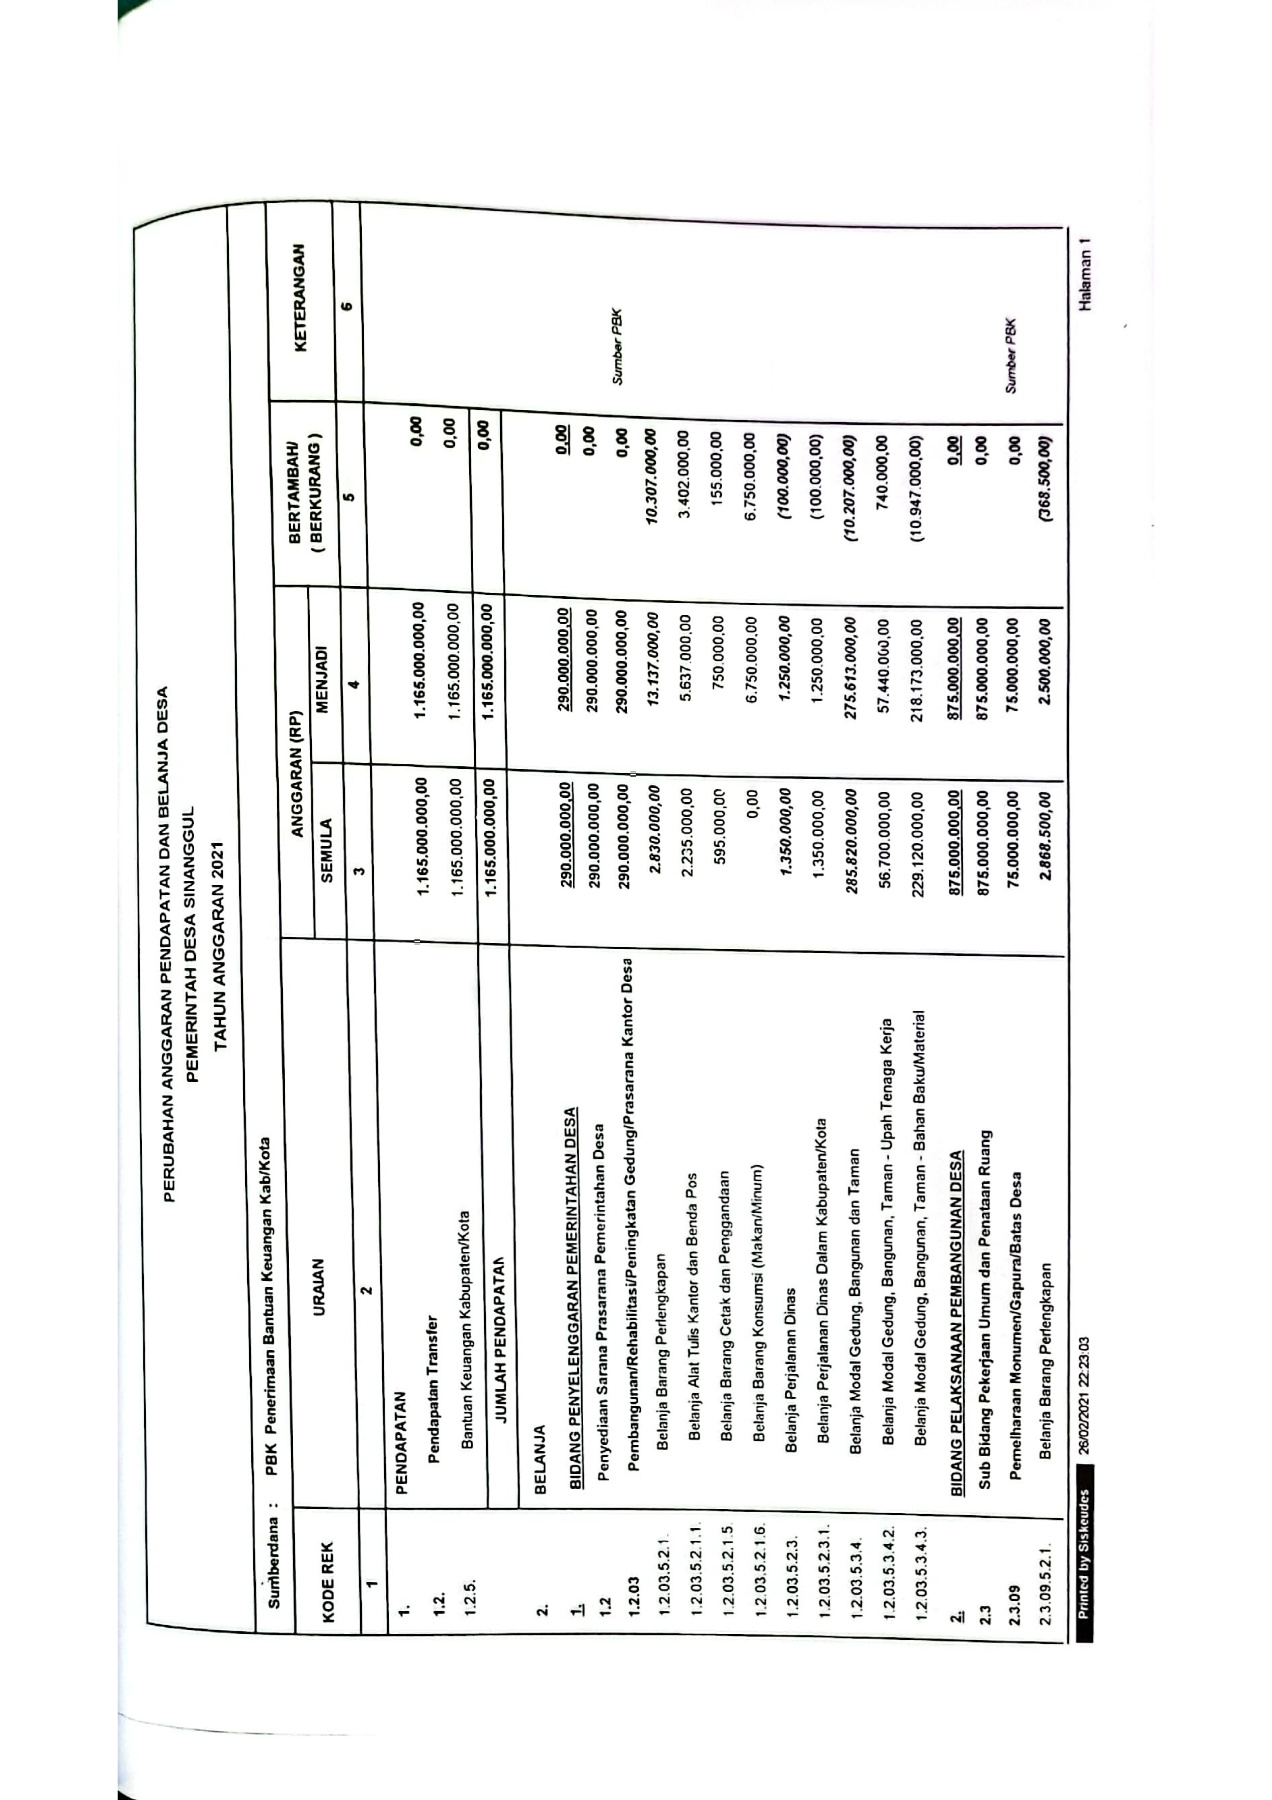 PERUBAHAN ANGGARAN PENDAPATAN DAN BELANJA DESA
PEMERINTAH DESA SINANGGUL
TAHUN ANGGARAN 2021
Sumberdana : PBK Penerimaan Bantuan Keuangan Kab/Kota
KODE REK URAIAN ANGGARAN (RP) BERTAMBAH/ ( BERKURANG ) KETERANGAN
SEMULA MENJADI
1 2 3 4 5 6
1. PENDAPATAN
1.2. Pendapatan Transfer 1.165.000.000,00 1.165.000.000,00 0,00
1.2.5. Bantuan Keuangan Kabupaten/Kota 1.165.000.000,00 1.165.000.000,00 0,00
JUMLAH PENDAPATAN 1.165.000.000,00 1.165.000.000,00 0,00
2. BELANJA
1. BIDANG PENYELENGGARAN PEMERINTAHAN DESA 290.000.000,00 290.000.000,00 0,00
1.2 Penyediaan Sarana Prasarana Pemerintahan Desa 290.000.000,00 290.000.000,00 0,00
1.2.03 Pembangunan/Rehabilitasi/Peningkatan Gedung/Prasarana Kantor Desa 290.000.000,00 290.000.000,00 0,00 Sumber PBK
1.2.03.5.2.1. Belanja Barang Perlengkapan 2.830.000,00 13.137.000,00 10.307.000,00
1.2.03.5.2.1.1. Belanja Alat Tulis Kantor dan Benda Pos 2.235.000,00 5.637.000,00 3.402.000,00
1.2.03.5.2.1.5. Belanja Barang Cetak dan Penggandaan 595.000,00 750.000,00 155.000,00
1.2.03.5.2.1.6. Belanja Barang Konsumsi (Makan/Minum) 0,00 6.750.000,00 6.750.000,00
1.2.03.5.2.3. Belanja Perjalanan Dinas 1.350.000,00 1.250.000,00 (100.000,00)
1.2.03.5.2.3.1. Belanja Perjalanan Dinas Dalam Kabupaten/Kota 1.350.000,00 1.250.000,00 (100.000,00)
1.2.03.5.3.4. Belanja Modal Gedung, Bangunan dan Taman 285.820.000,00 275.613.000,00 (10.207.000,00)
1.2.03.5.3.4.2. Belanja Modal Gedung, Bangunan, Taman - Upah Tenaga Kerja 56.700.000,00 57.440.000,00 740.000,00
1.2.03.5.3.4.3. Belanja Modal Gedung, Bangunan, Taman - Bahan Baku/Material 229.120.000,00 218.173.000,00 (10.947.000,00)
2. BIDANG PELAKSANAAN PEMBANGUNAN DESA 875.000.000,00 875.000.000,00 0,00
2.3 Sub Bidang Pekerjaan Umum dan Penataan Ruang 875.000.000,00 875.000.000,00 0,00
2.3.09 Pemelharaan Monumen/Gapura/Batas Desa 75.000.000,00 75.000.000,00 0,00 Sumber PBK
2.3.09.5.2.1. Belanja Barang Perlengkapan 2.868.500,00 2.500.000,00 (368.500,00)
Printed by Siskeudes 26/02/2021 22:23:03 Halaman 1